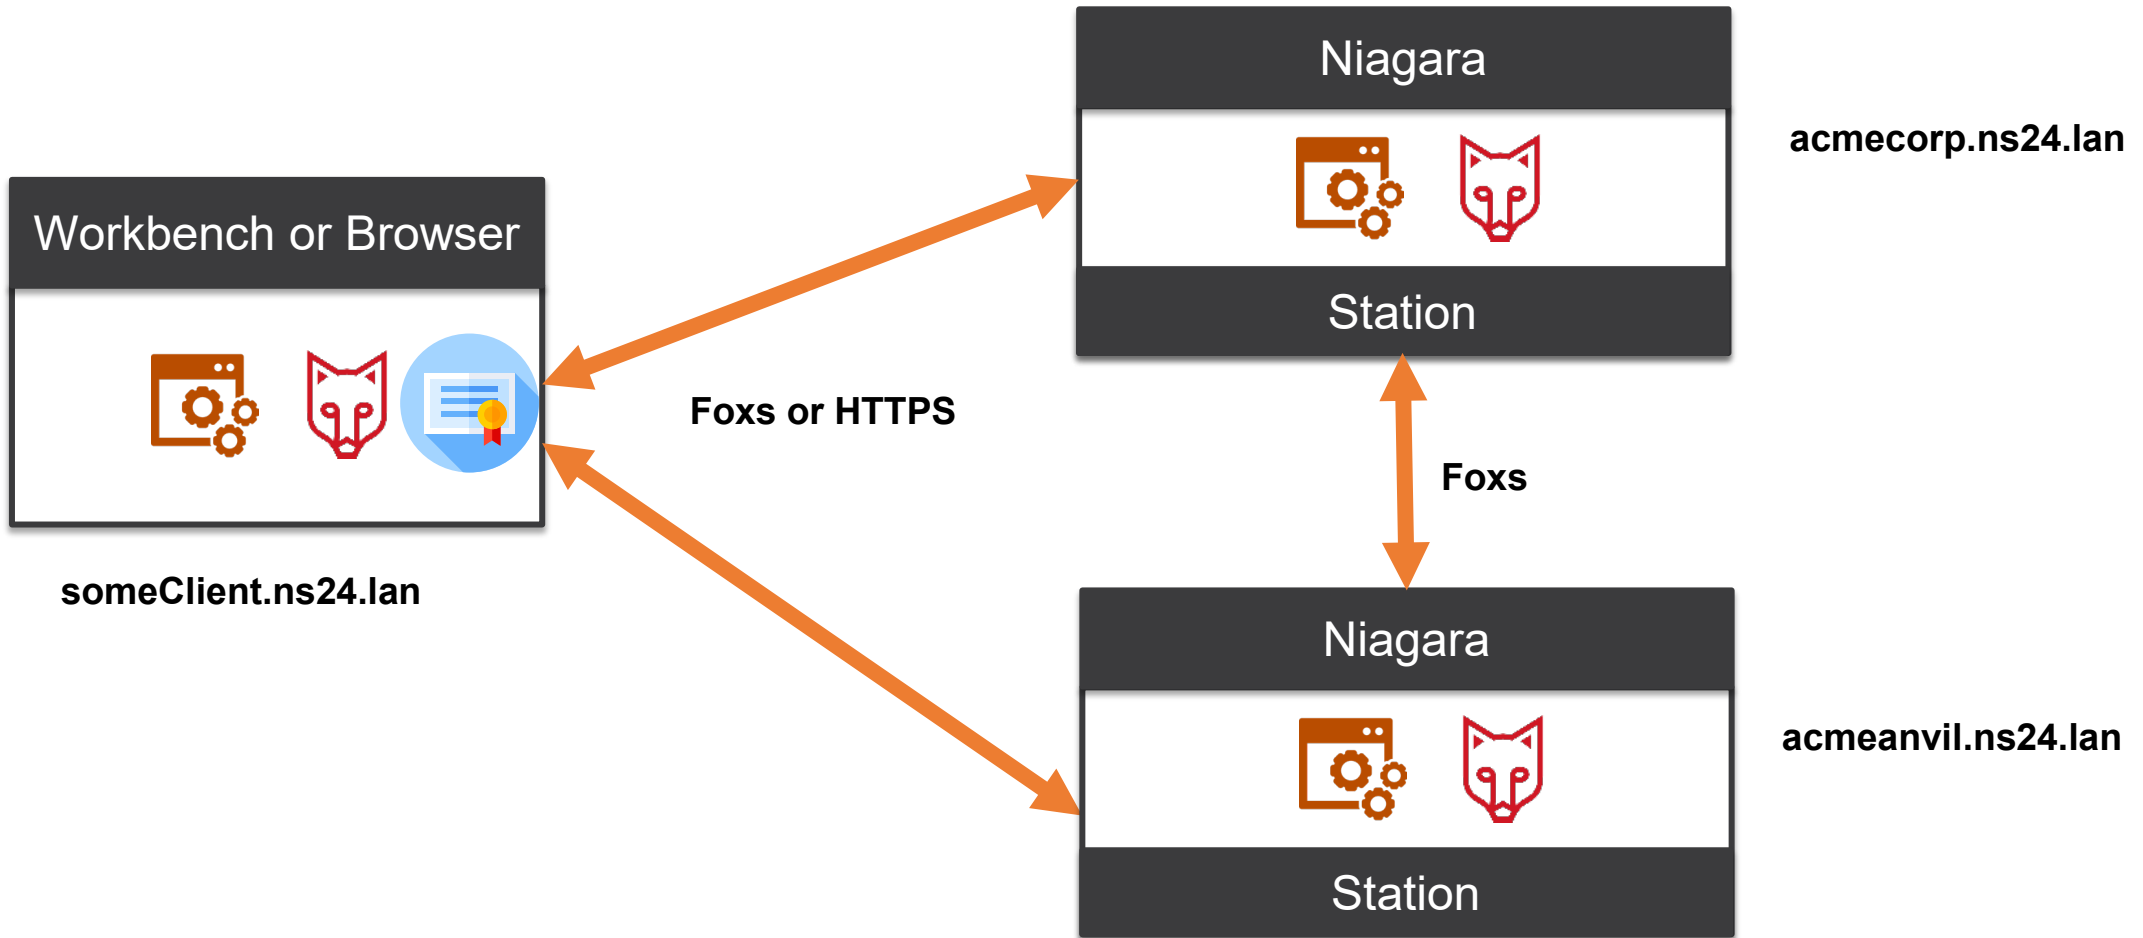 Niagara
acmecorp.ns24.lan
Workbench or Browser
Station
Foxs or HTTPS
Foxs
someClient.ns24.lan
Niagara
acmeanvil.ns24.lan
Station